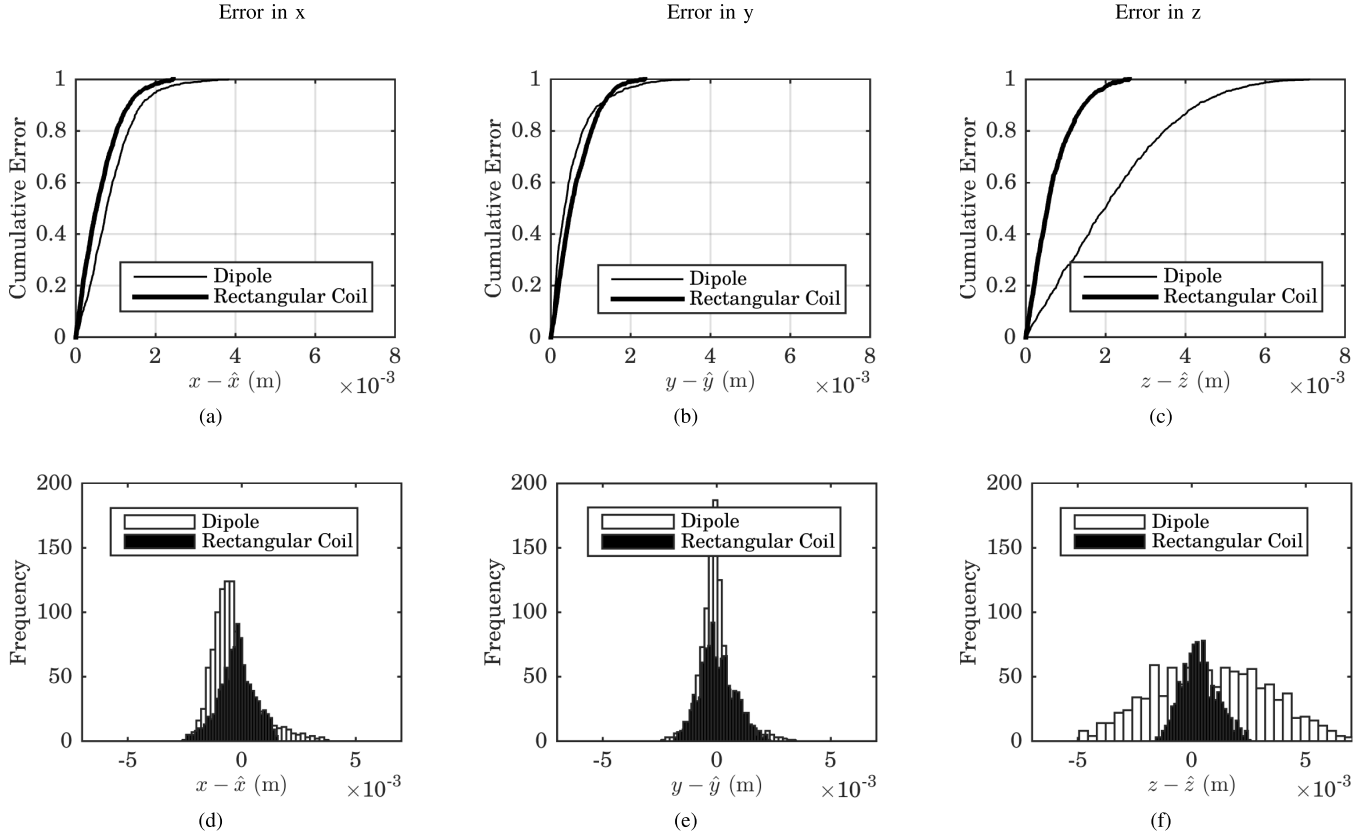 Error in x
Error in y
Error in z
1
0.8
0.6
0.4
0.2
0
Cumulative Error
Dipole
Rectangular Coil
0 2 4 6 8
x − x̂ (m) ×10⁻³
(a)
1
0.8
0.6
0.4
0.2
0
Cumulative Error
Dipole
Rectangular Coil
0 2 4 6 8
y − ŷ (m) ×10⁻³
(b)
1
0.8
0.6
0.4
0.2
0
Cumulative Error
Dipole
Rectangular Coil
0 2 4 6 8
z − ẑ (m) ×10⁻³
(c)
200
150
100
50
0
Frequency
Dipole
Rectangular Coil
-5 0 5
x − x̂ (m) ×10⁻³
(d)
200
150
100
50
0
Frequency
Dipole
Rectangular Coil
-5 0 5
y − ŷ (m) ×10⁻³
(e)
200
150
100
50
0
Frequency
Dipole
Rectangular Coil
-5 0 5
z − ẑ (m) ×10⁻³
(f)